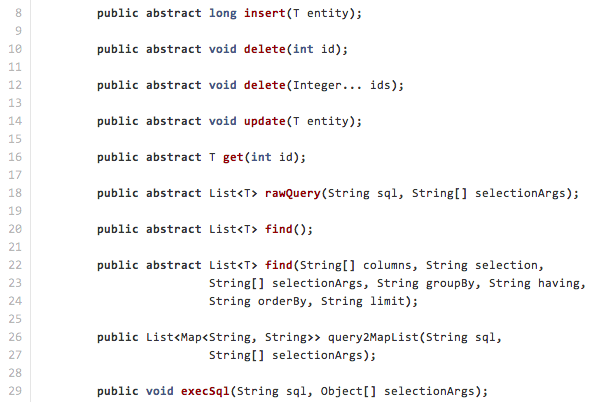 8 public abstract long insert(T entity);
9
10 public abstract void delete(int id);
11
12 public abstract void delete(Integer... ids);
13
14 public abstract void update(T entity);
15
16 public abstract T get(int id);
17
18 public abstract List<T> rawQuery(String sql, String[] selectionArgs);
19
20 public abstract List<T> find();
21
22 public abstract List<T> find(String[] columns, String selection,
23 String[] selectionArgs, String groupBy, String having,
24 String orderBy, String limit);
25
26 public List<Map<String, String>> query2MapList(String sql,
27 String[] selectionArgs);
28
29 public void execSql(String sql, Object[] selectionArgs);